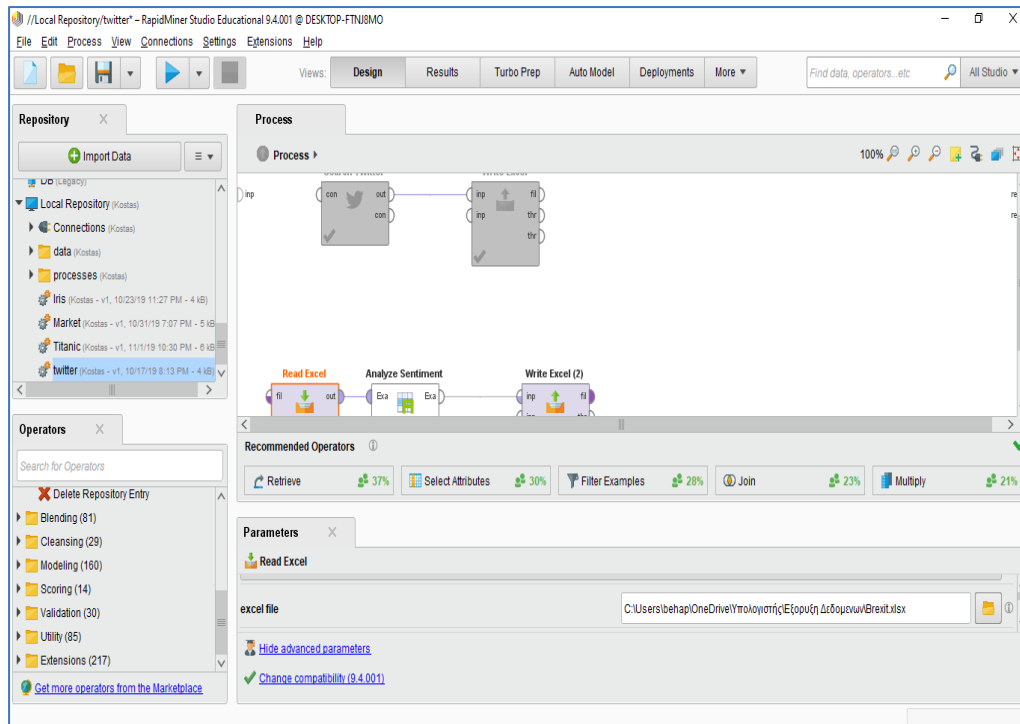 //Local Repository/twitter* – RapidMiner Studio Educational 9.4.001 @ DESKTOP-FTNJ8MO
File Edit Process View Connections Settings Extensions Help
Views: Design Results Turbo Prep Auto Model Deployments More Find data, operators...etc All Studio
Repository
Import Data
DB (Legacy)
Local Repository (Kostas)
Connections (Kostas)
data (Kostas)
processes (Kostas)
Iris (Kostas - v1, 10/23/19 11:27 PM - 4 kB)
Market (Kostas - v1, 10/31/19 7:07 PM - 5 kB
Titanic (Kostas - v1, 11/1/19 10:30 PM - 6 kB
twitter (Kostas - v1, 10/17/19 8:13 PM - 4 kB)
Operators
Search for Operators
Delete Repository Entry
Blending (81)
Cleansing (29)
Modeling (160)
Scoring (14)
Validation (30)
Utility (85)
Extensions (217)
Get more operators from the Marketplace
Process
Process 100%
Search Twitter Write Excel
inp con out inp fil re
con inp thr re
thr
Read Excel Analyze Sentiment Write Excel (2)
fil out Exa Exa inp fil
Recommended Operators
Retrieve 37% Select Attributes 30% Filter Examples 28% Join 23% Multiply 21%
Parameters
Read Excel
excel file C:\Users\behap\OneDrive\Υπολογιστής\Εξορυξη Δεδομενων\Brexit.xlsx
Hide advanced parameters
Change compatibility (9.4.001)